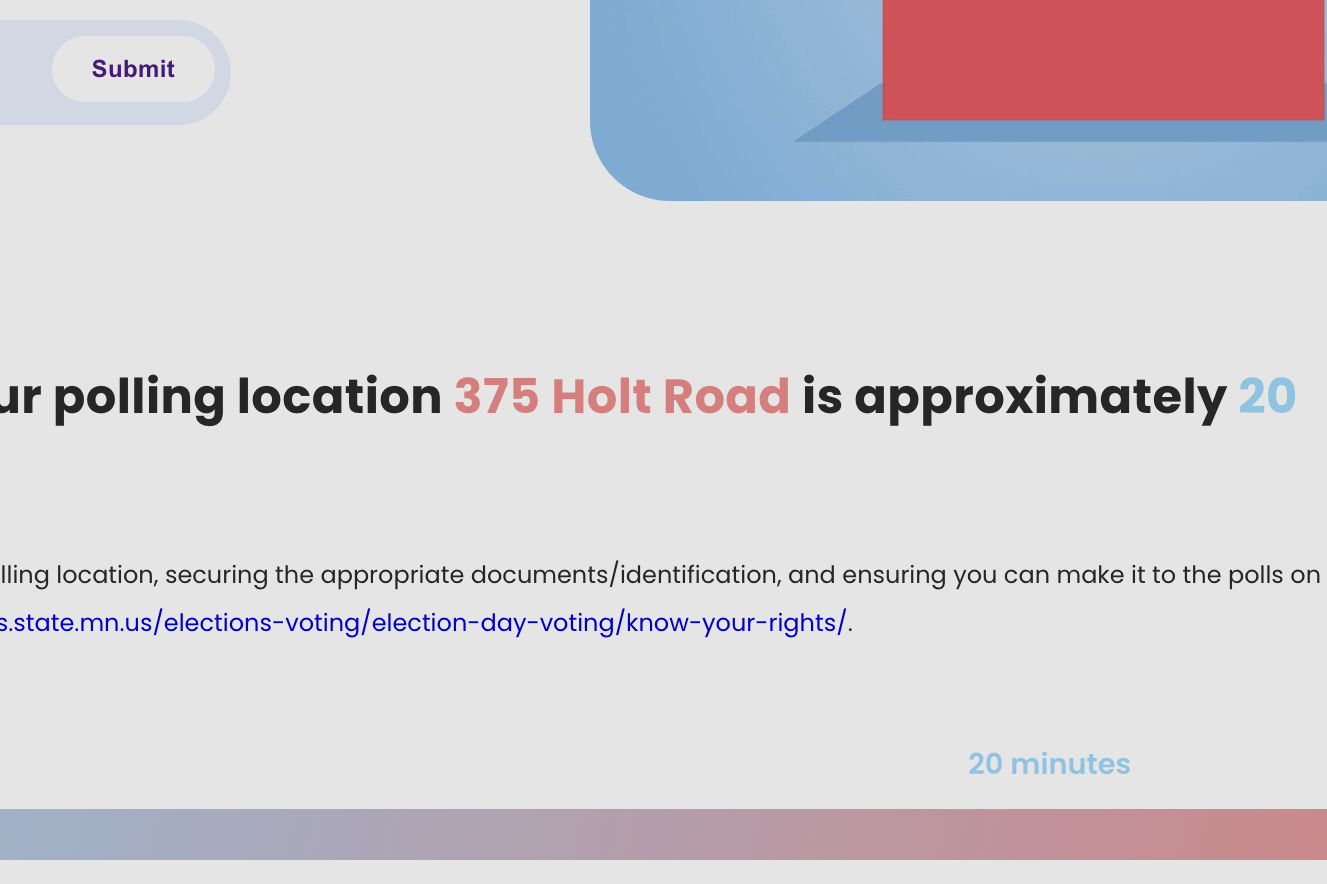 Submit
ur polling location 375 Holt Road is approximately 20
lling location, securing the appropriate documents/identification, and ensuring you can make it to the polls on
s.state.mn.us/elections-voting/election-day-voting/know-your-rights/.
20 minutes